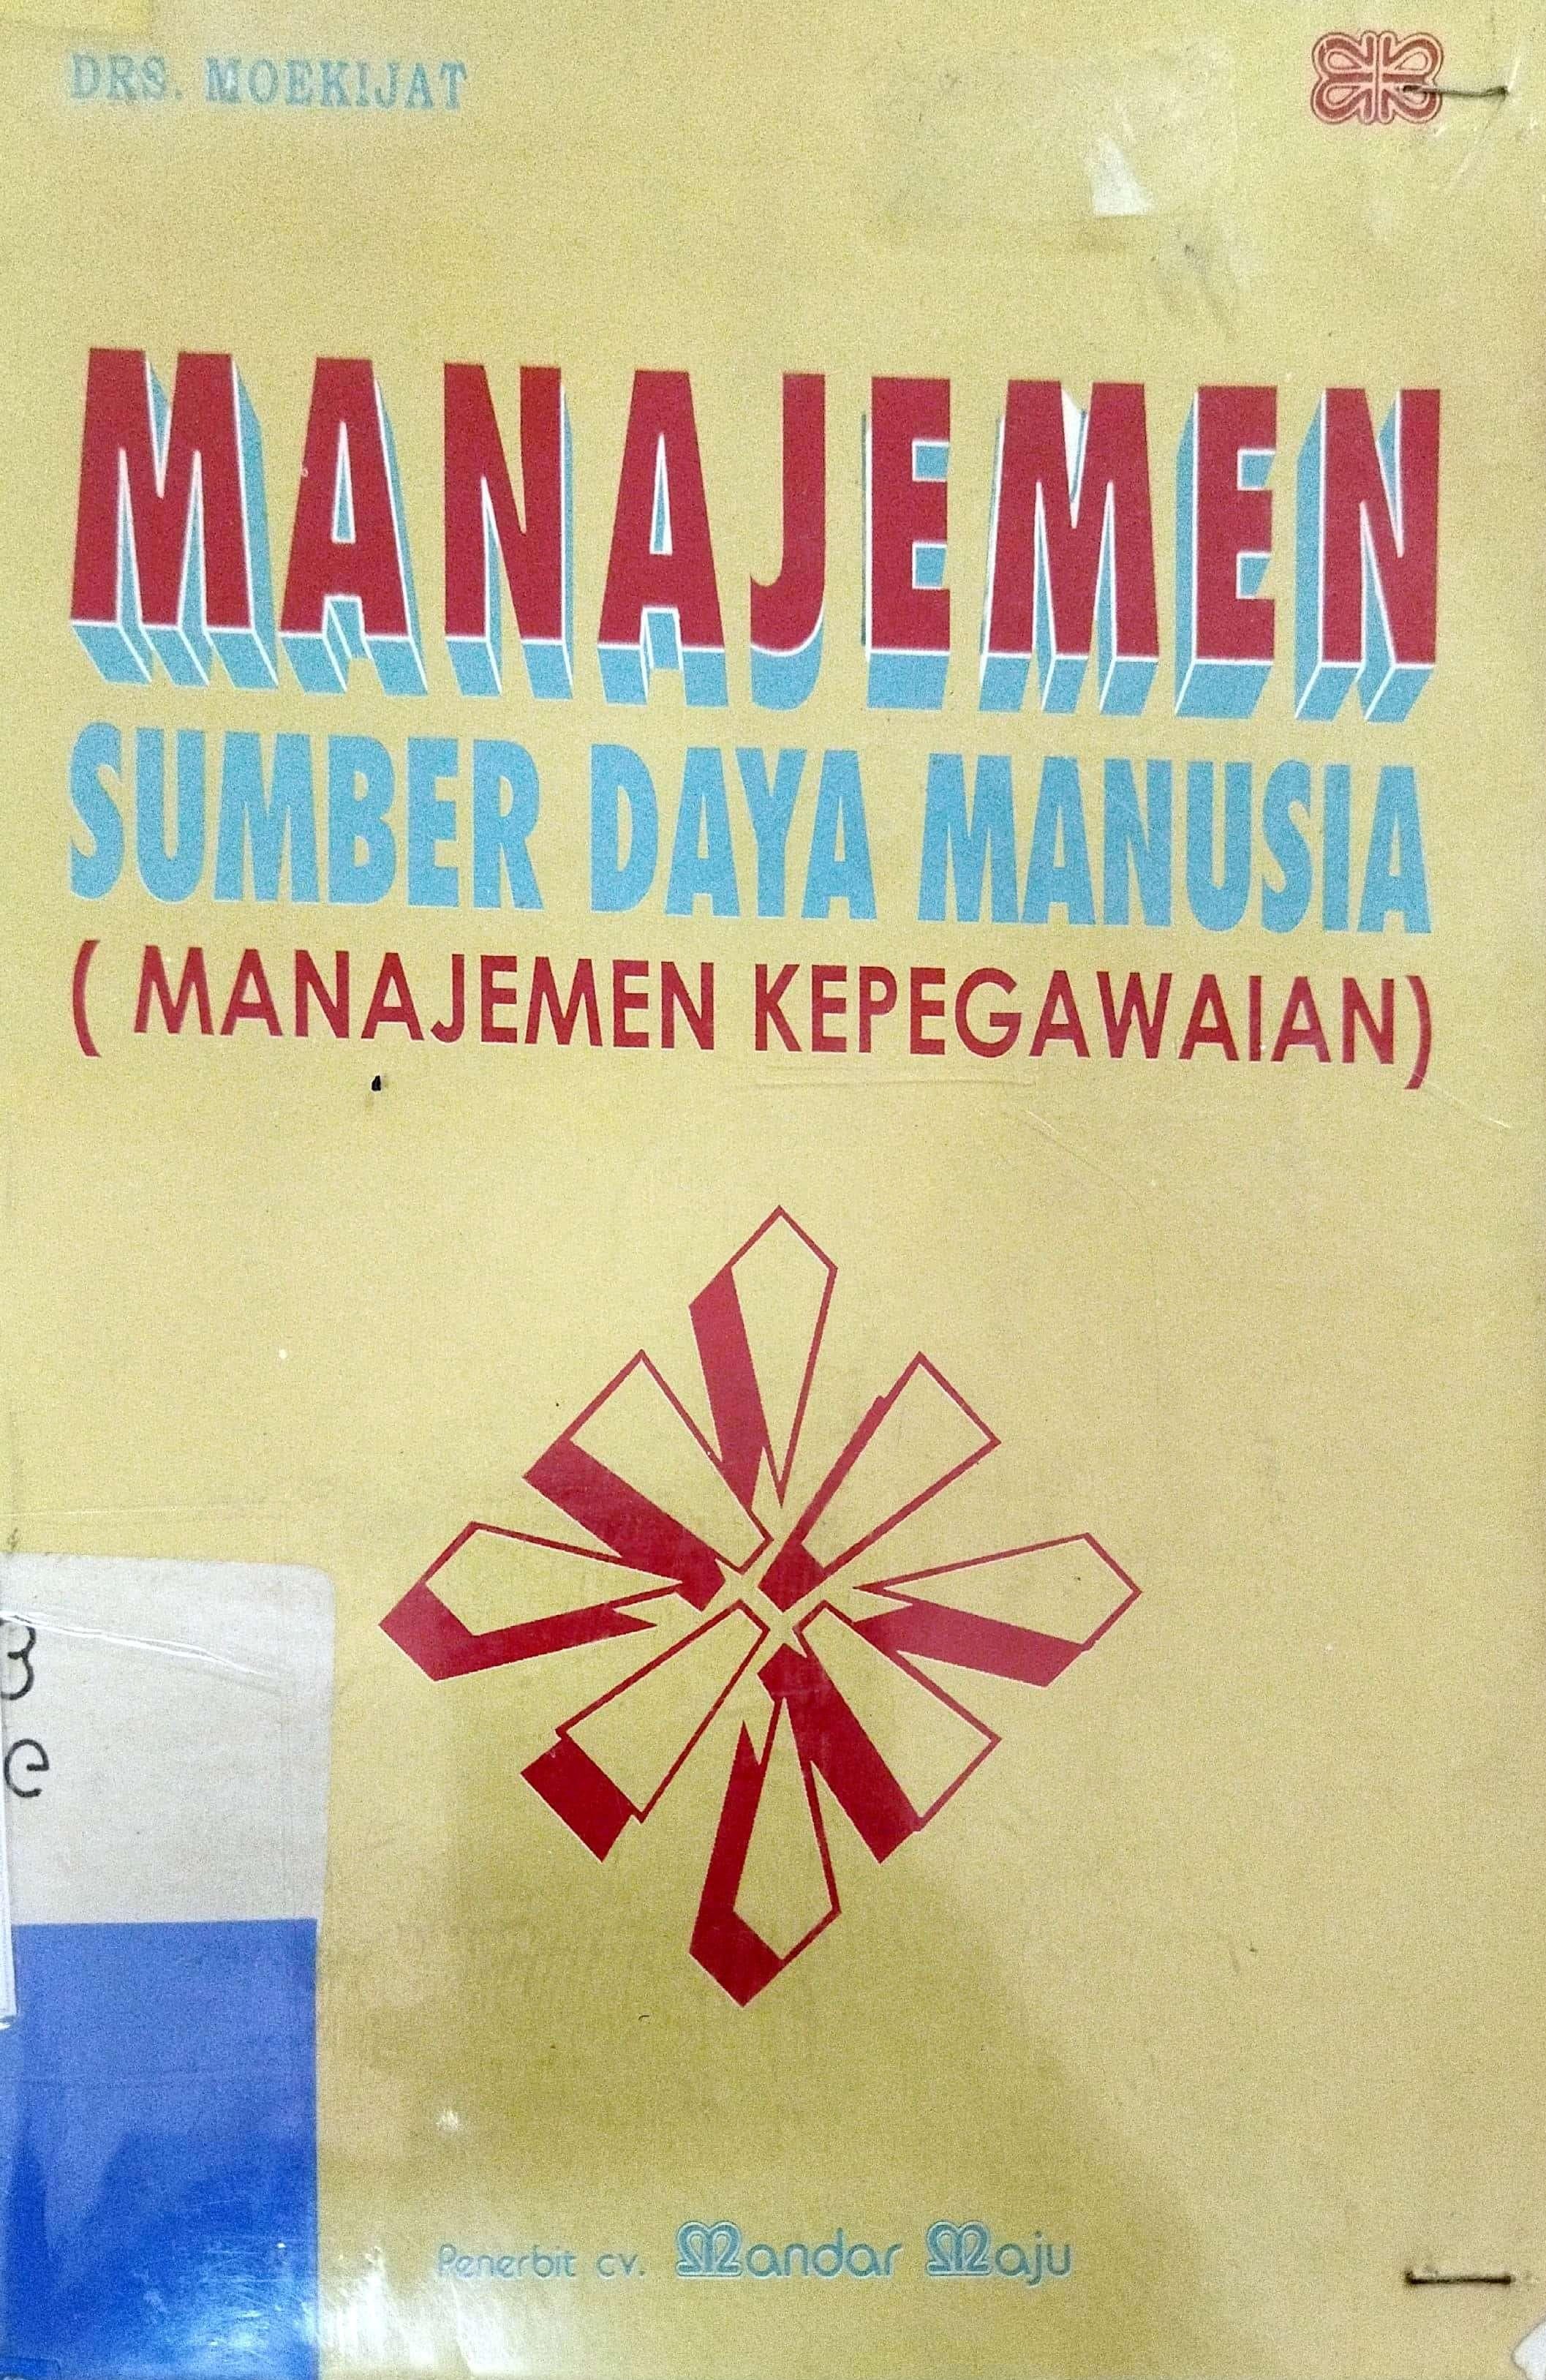 DRS. MOEKIJAT
MANAJEMEN
SUMBER DAYA MANUSIA
( MANAJEMEN KEPEGAWAIAN)
Penerbit cv. Mandar Maju